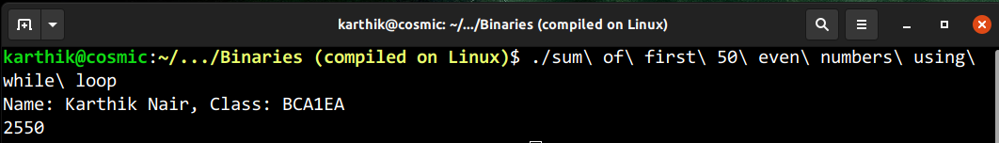 karthik@cosmic: ~/.../Binaries (compiled on Linux)
karthik@cosmic:~/.../Binaries (compiled on Linux)$ ./sum\ of\ first\ 50\ even\ numbers\ using\
while\ loop
Name: Karthik Nair, Class: BCA1EA
2550